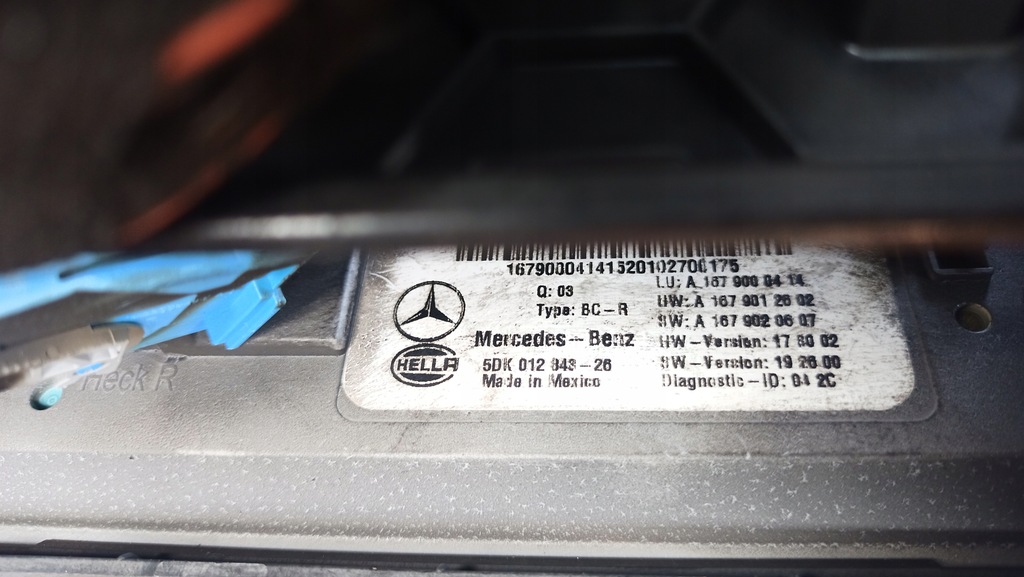 16790004141520102700175
Q: 03
Type: BC-R
Mercedes-Benz
HELLA
5DK 012 843-26
Made in Mexico
LU: A 167 900 04 14
HW: A 167 901 26 02
SW: A 167 902 06 07
HW-Version: 17 80 02
SW-Version: 19 26 00
Diagnostic-ID: 04 2C
Heck R